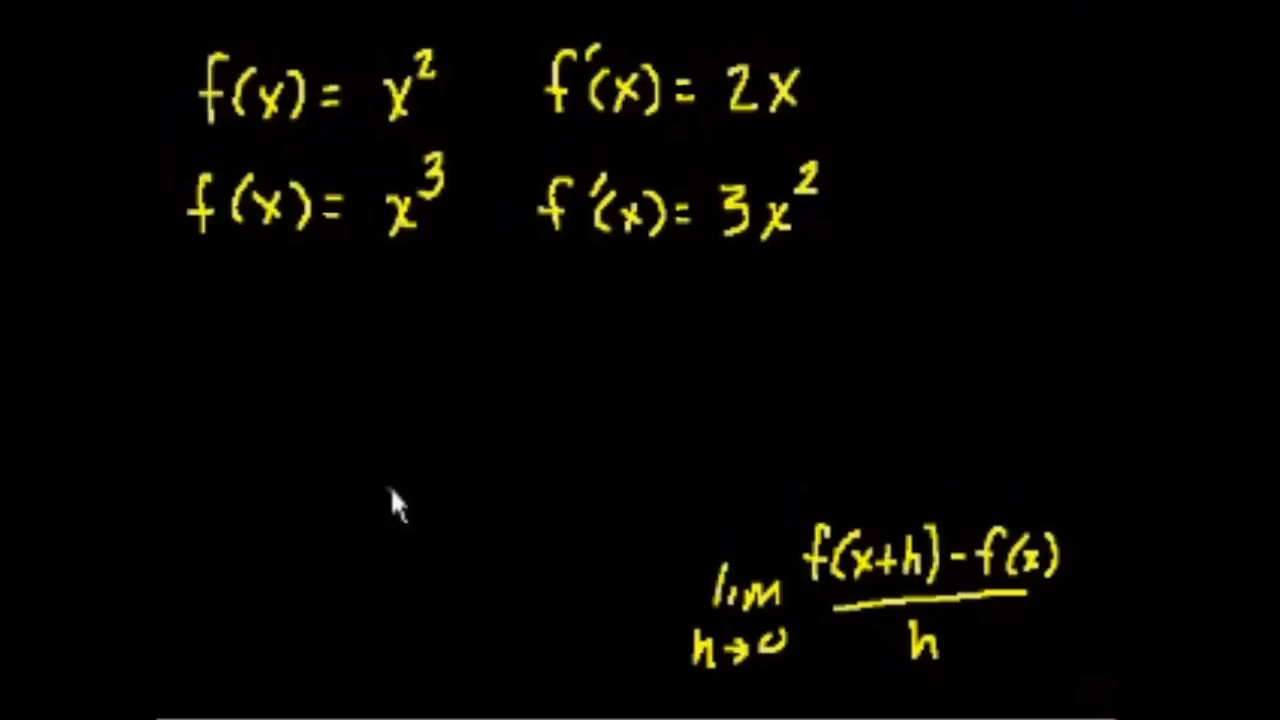 f(x) = x² f'(x) = 2x
f(x) = x³ f'(x) = 3x²
f(x+h) - f(x)
lim
h→0 h